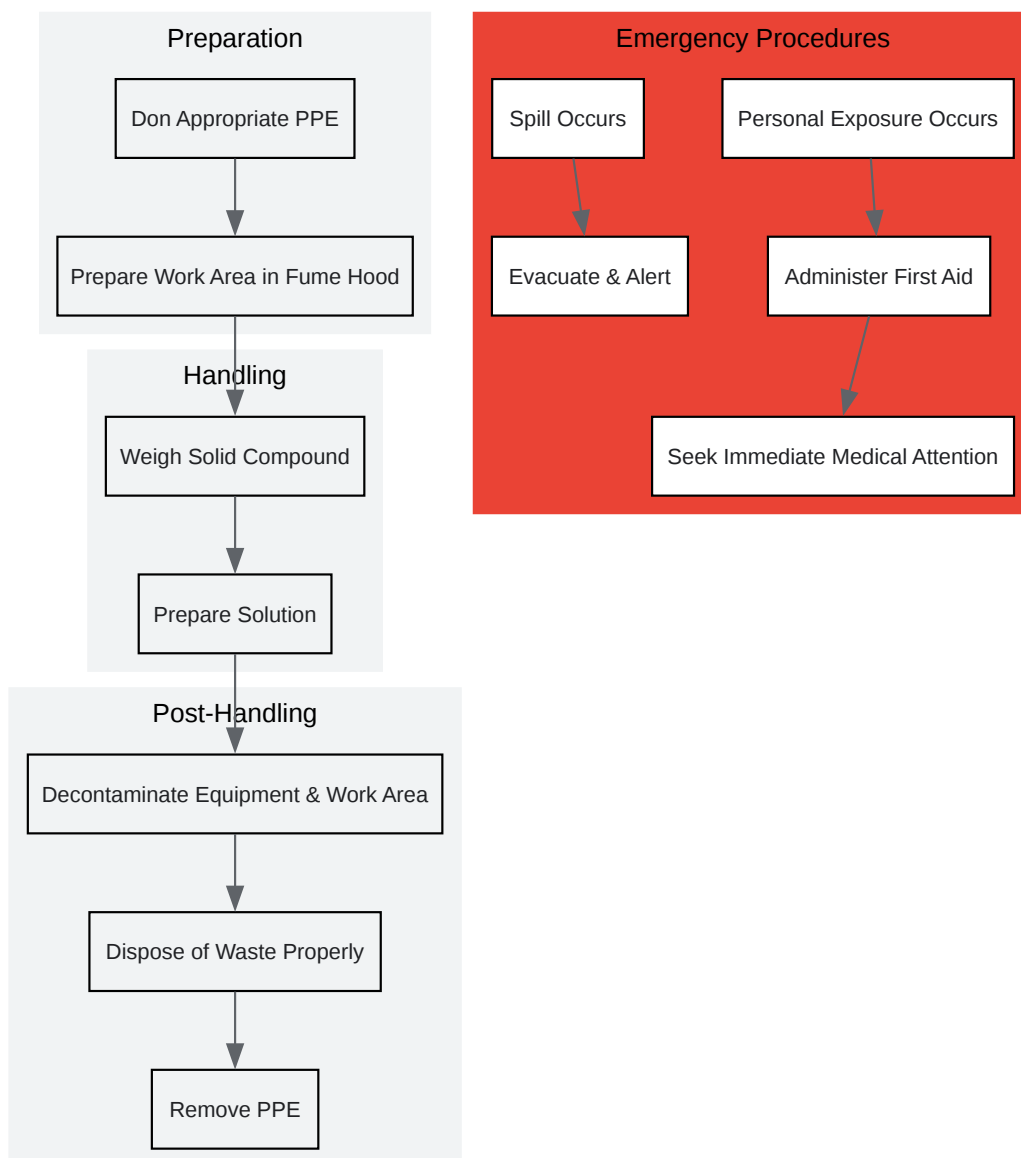 Preparation
Don Appropriate PPE
Prepare Work Area in Fume Hood
Handling
Weigh Solid Compound
Prepare Solution
Post-Handling
Decontaminate Equipment & Work Area
Dispose of Waste Properly
Remove PPE
Emergency Procedures
Spill Occurs
Evacuate & Alert
Personal Exposure Occurs
Administer First Aid
Seek Immediate Medical Attention